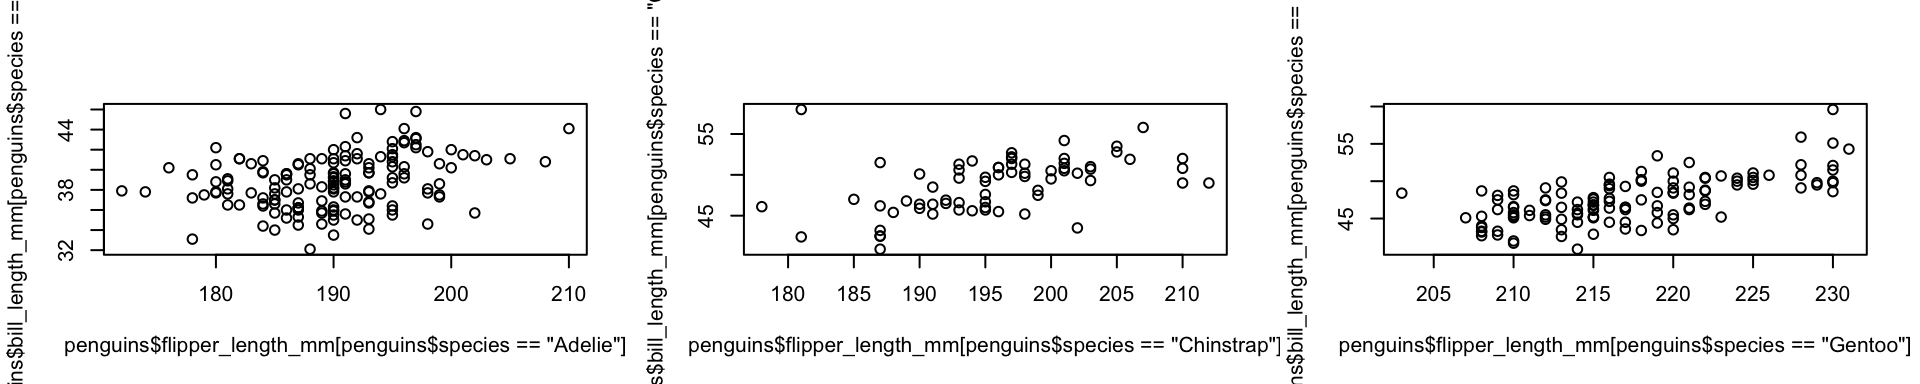 ins$bill_length_mm[penguins$species ==
44
38
32
180 190 200 210
penguins$flipper_length_mm[penguins$species == "Adelie"]
s$bill_length_mm[penguins$species == "
55
45
180 185 190 195 200 205 210
penguins$flipper_length_mm[penguins$species == "Chinstrap"]
ns$bill_length_mm[penguins$species ==
55
45
205 210 215 220 225 230
penguins$flipper_length_mm[penguins$species == "Gentoo"]